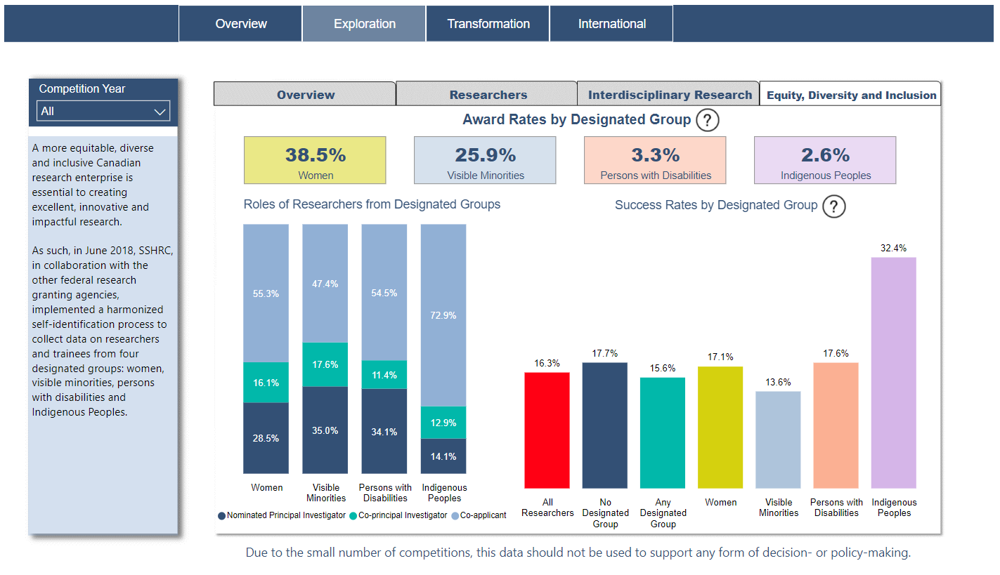 Overview
Exploration
Transformation
International
Competition Year
All
A more equitable, diverse
and inclusive Canadian
research enterprise is
essential to creating
excellent, innovative and
impactful research.
As such, in June 2018, SSHRC,
in collaboration with the
other federal research
granting agencies,
implemented a harmonized
self-identification process to
collect data on researchers
and trainees from four
designated groups: women,
visible minorities, persons
with disabilities and
Indigenous Peoples.
Overview
Researchers
Interdisciplinary Research
Equity, Diversity and Inclusion
Award Rates by Designated Group ?
38.5%
Women
25.9%
Visible Minorities
3.3%
Persons with Disabilities
2.6%
Indigenous Peoples
Roles of Researchers from Designated Groups
55.3%
16.1%
28.5%
Women
47.4%
17.6%
35.0%
Visible
Minorities
54.5%
11.4%
34.1%
Persons with
Disabilities
72.9%
12.9%
14.1%
Indigenous
Peoples
Nominated Principal Investigator Co-principal Investigator Co-applicant
Success Rates by Designated Group ?
16.3%
All
Researchers
17.7%
No
Designated
Group
15.6%
Any
Designated
Group
17.1%
Women
13.6%
Visible
Minorities
17.6%
Persons with
Disabilities
32.4%
Indigenous
Peoples
Due to the small number of competitions, this data should not be used to support any form of decision- or policy-making.